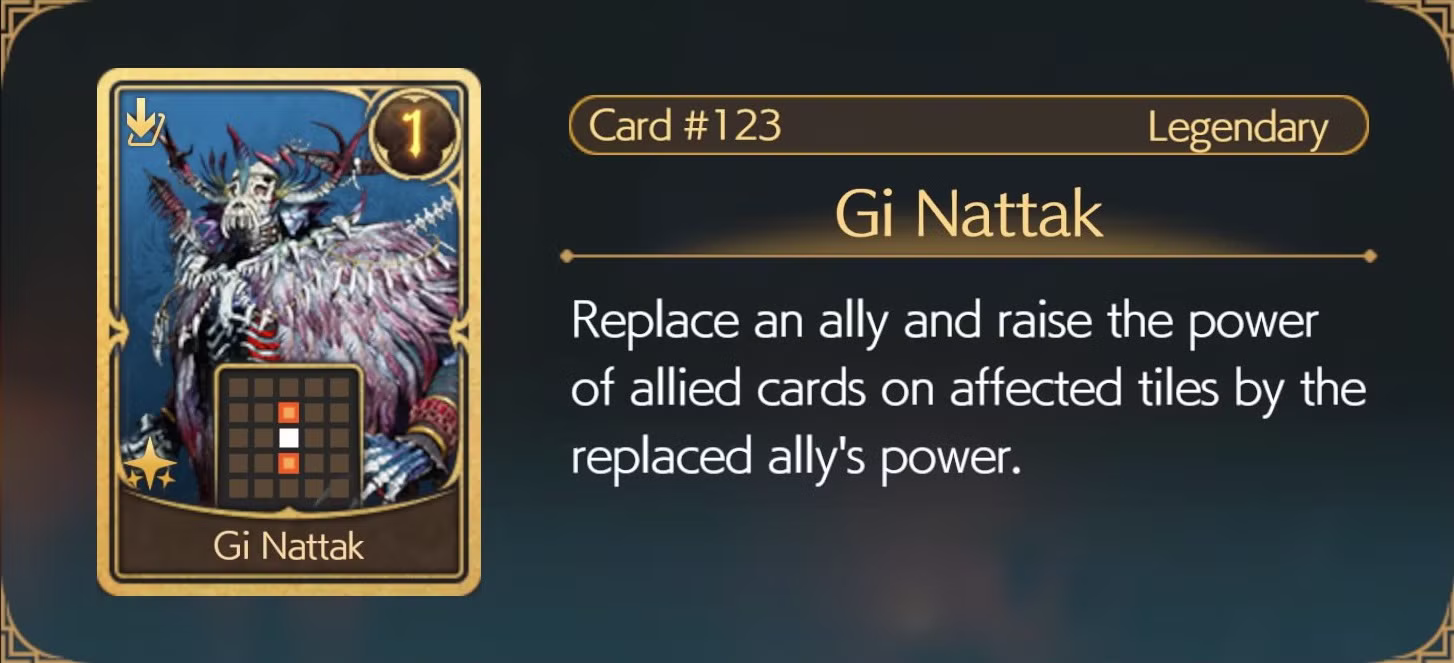 1
Gi Nattak
Card #123 Legendary
Gi Nattak
Replace an ally and raise the power
of allied cards on affected tiles by the
replaced ally's power.